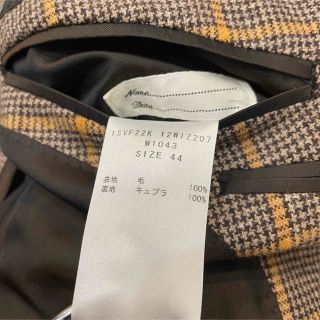 Name
Date
1SVF22K 12WIZ207
M1043
SIZE 44
表地 毛 100%
裏地 キュプラ 100%